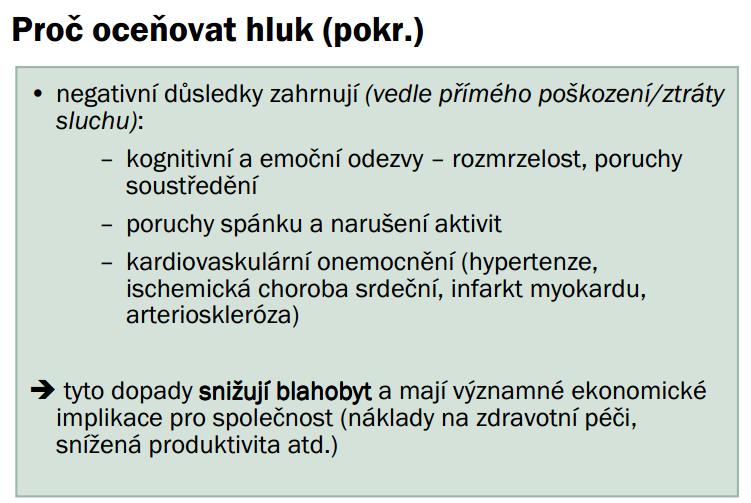 Proč oceňovat hluk (pokr.)
• negativní důsledky zahrnují (vedle přímého poškození/ztráty
sluchu):
– kognitivní a emoční odezvy – rozmrzelost, poruchy
soustředění
– poruchy spánku a narušení aktivit
– kardiovaskulární onemocnění (hypertenze,
ischemická choroba srdeční, infarkt myokardu,
arterioskleróza)
➔ tyto dopady snižují blahobyt a mají významné ekonomické
implikace pro společnost (náklady na zdravotní péči,
snížená produktivita atd.)